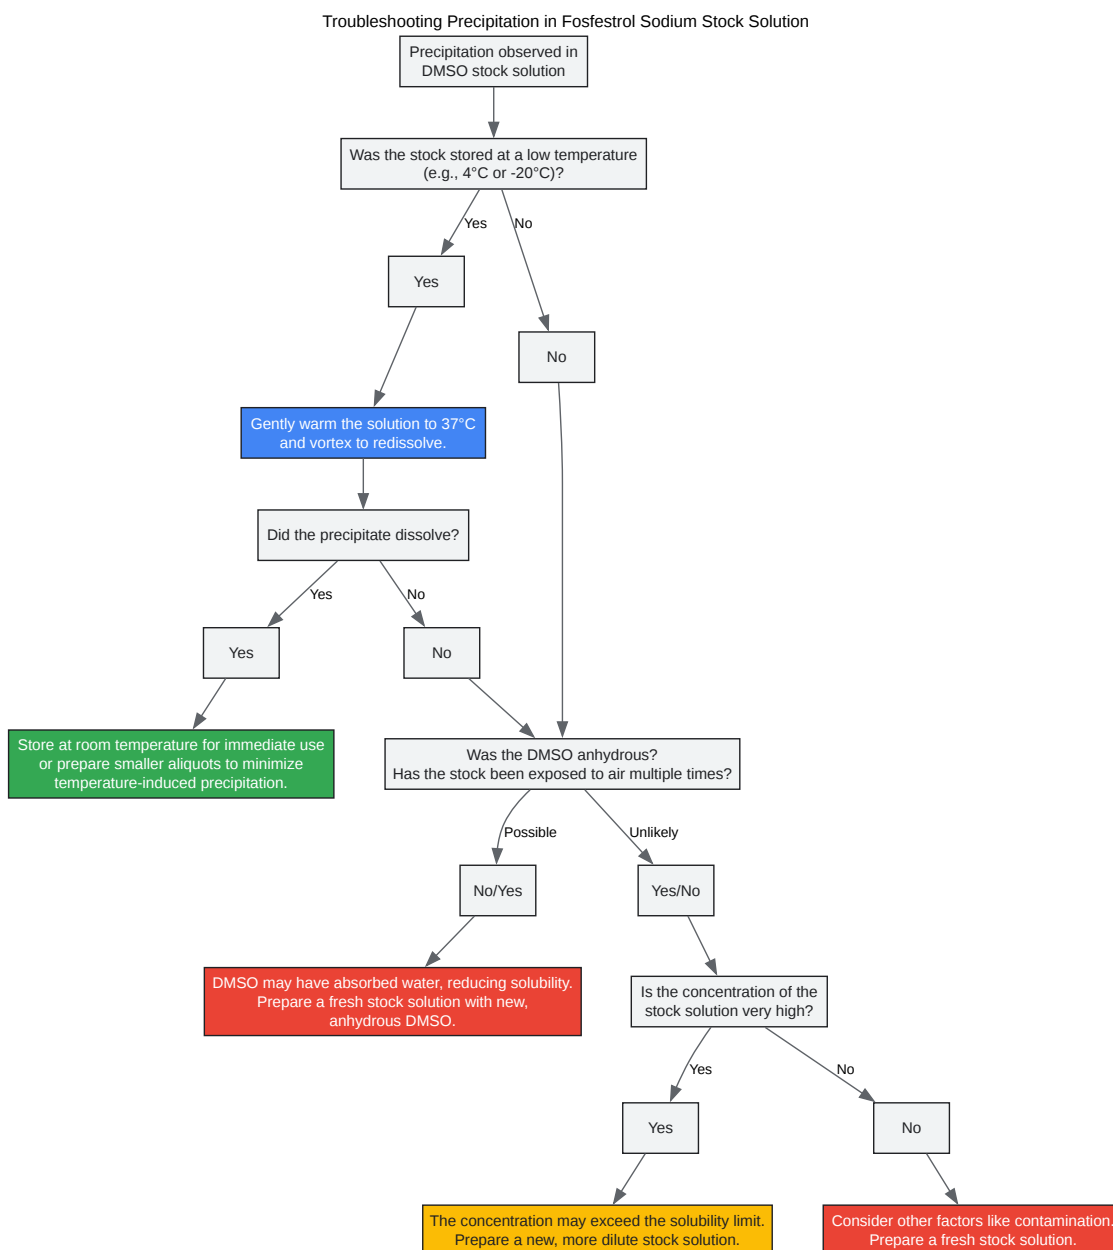 Troubleshooting Precipitation in Fosfestrol Sodium Stock Solution
Precipitation observed in
DMSO stock solution
Was the stock stored at a low temperature
(e.g., 4°C or -20°C)?
Yes
No
Yes
No
Gently warm the solution to 37°C
and vortex to redissolve.
Did the precipitate dissolve?
Yes
No
Yes
No
Store at room temperature for immediate use
or prepare smaller aliquots to minimize
temperature-induced precipitation.
Was the DMSO anhydrous?
Has the stock been exposed to air multiple times?
Possible
Unlikely
No/Yes
Yes/No
DMSO may have absorbed water, reducing solubility.
Prepare a fresh stock solution with new,
anhydrous DMSO.
Is the concentration of the
stock solution very high?
Yes
No
Yes
No
The concentration may exceed the solubility limit.
Prepare a new, more dilute stock solution.
Consider other factors like contamination.
Prepare a fresh stock solution.